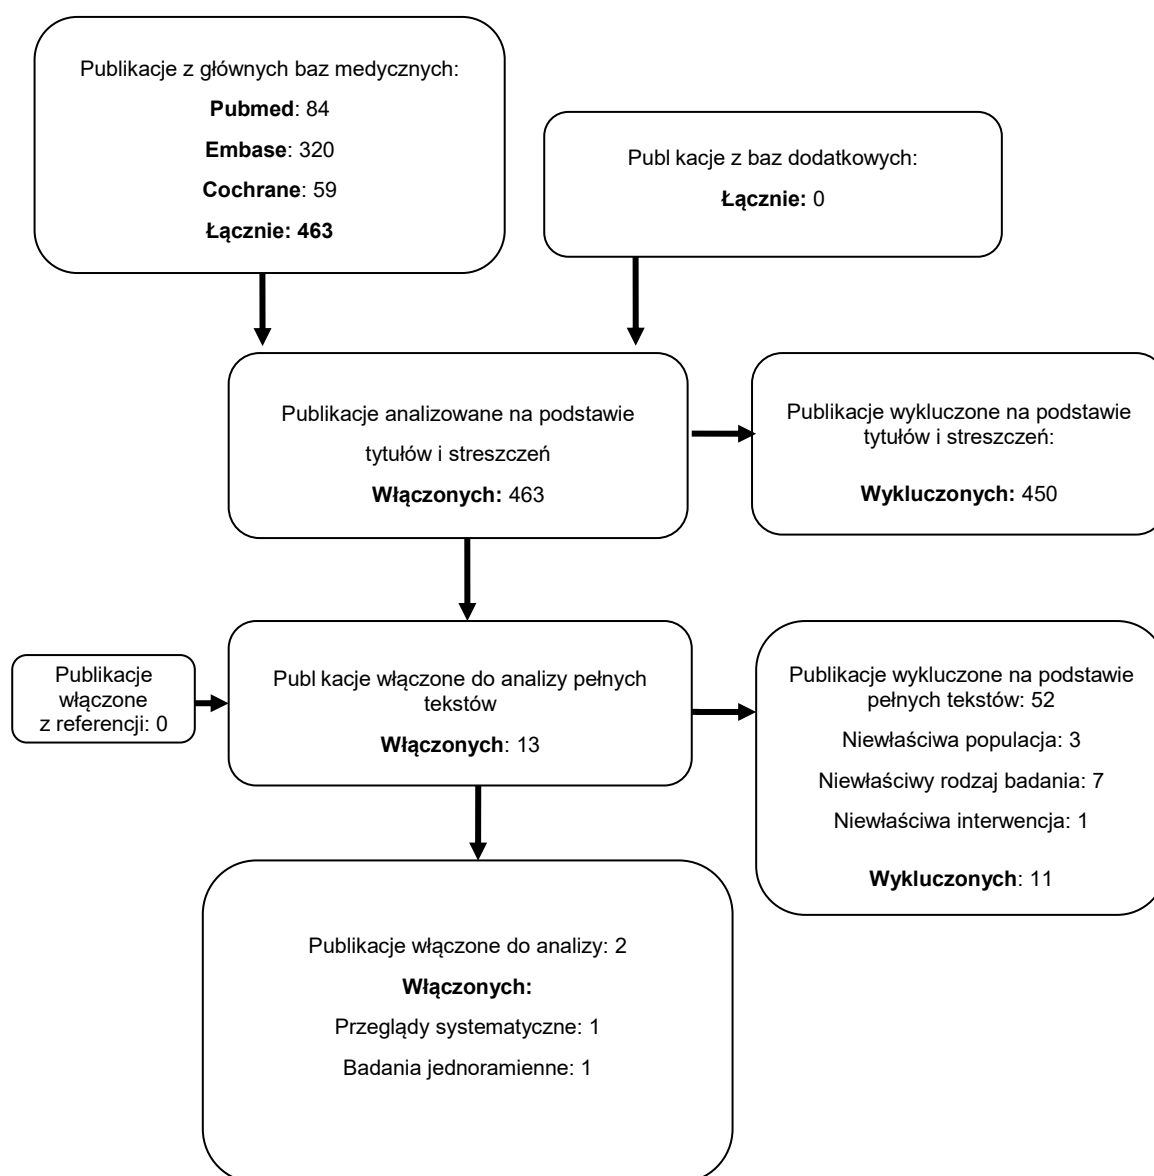 Publikacje z głównych baz medycznych:
Pubmed: 84
Embase: 320
Cochrane: 59
Łącznie: 463
Publ kacje z baz dodatkowych:
Łącznie: 0
Publikacje analizowane na podstawie
tytułów i streszczeń
Włączonych: 463
Publikacje wykluczone na podstawie
tytułów i streszczeń:
Wykluczonych: 450
Publikacje
włączone
z referencji: 0
Publ kacje włączone do analizy pełnych
tekstów
Włączonych: 13
Publikacje wykluczone na podstawie
pełnych tekstów: 52
Niewłaściwa populacja: 3
Niewłaściwy rodzaj badania: 7
Niewłaściwa interwencja: 1
Wykluczonych: 11
Publikacje włączone do analizy: 2
Włączonych:
Przeglądy systematyczne: 1
Badania jednoramienne: 1